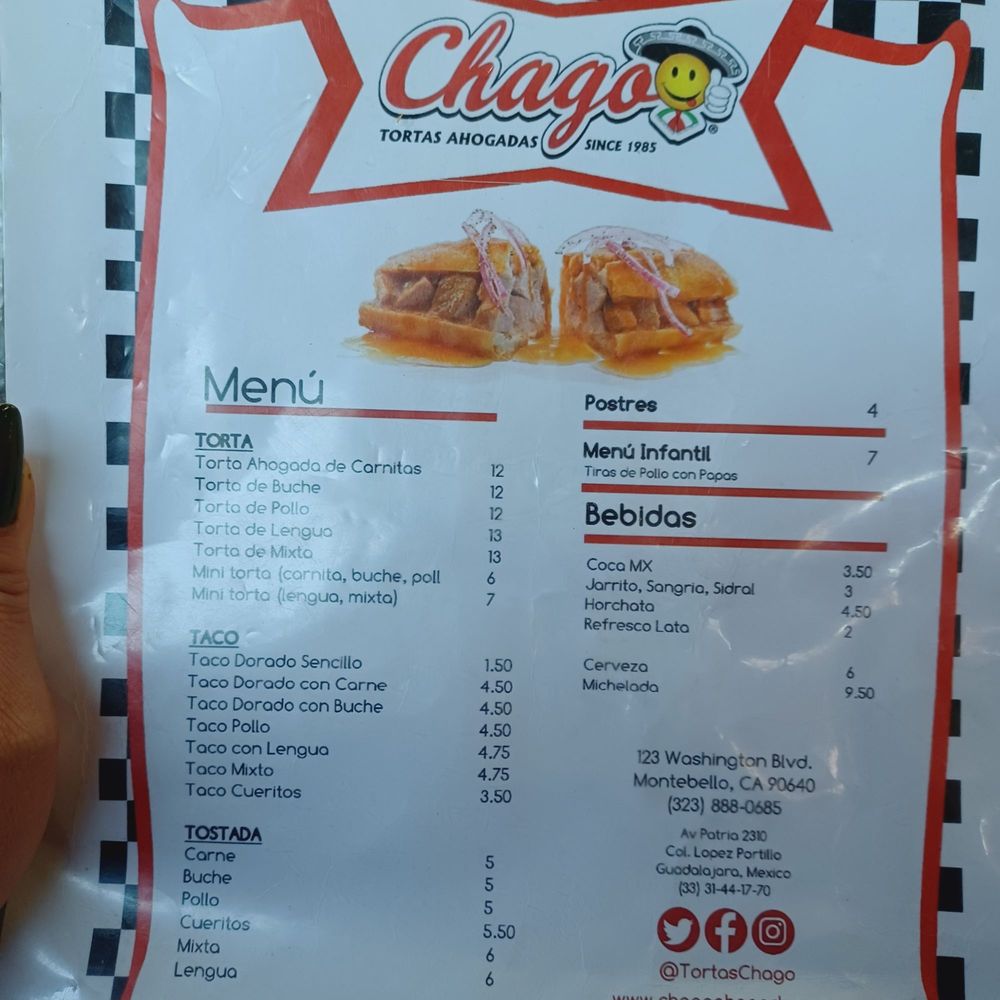 Chago
TORTAS AHOGADAS SINCE 1985
®
Menú
TORTA
Torta Ahogada de Carnitas 12
Torta de Buche 12
Torta de Pollo 12
Torta de Lengua 13
Torta de Mixta 13
Mini torta (carnita, buche, poll 6
Mini torta (lengua, mixta) 7
TACO
Taco Dorado Sencillo 1.50
Taco Dorado con Carne 4.50
Taco Dorado con Buche 4.50
Taco Pollo 4.50
Taco con Lengua 4.75
Taco Mixto 4.75
Taco Cueritos 3.50
TOSTADA
Carne 5
Buche 5
Pollo 5
Cueritos 5.50
Mixta 6
Lengua 6
Postres 4
Menú Infantil 7
Tiras de Pollo con Papas
Bebidas
Coca MX 3.50
Jarrito, Sangria, Sidral 3
Horchata 4.50
Refresco Lata 2
Cerveza 6
Michelada 9.50
123 Washington Blvd.
Montebello, CA 90640
(323) 888-0685
Av Patria 2310
Col. Lopez Portillo
Guadalajara, Mexico
(33) 31-44-17-70
@TortasChago